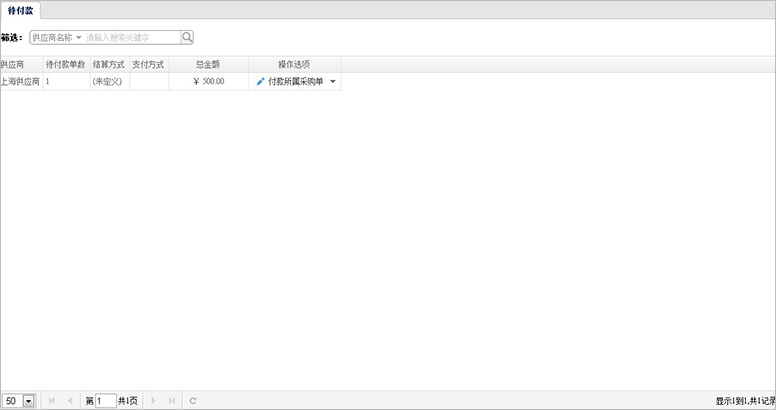 待付款
筛选： 供应商名称 请输入搜索关键字
供应商 待付款单数 结算方式 支付方式 总金额 操作选项
上海供应商 1 (未定义) ￥ 500.00 付款所属采购单
50 第 1 共1页 显示1到1,共1记录